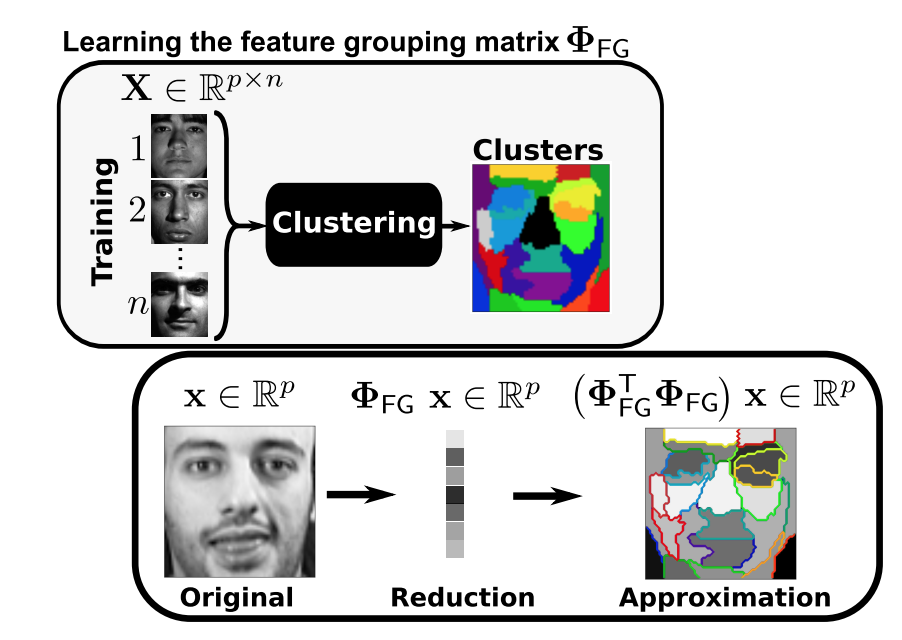 Learning the feature grouping matrix Φ_FG
X ∈ ℝ^{p×n}
Training
1
2
⋮
n
Clustering
Clusters
x ∈ ℝ^p
Φ_FG x ∈ ℝ^p
(Φ_FG^T Φ_FG) x ∈ ℝ^p
Original
Reduction
Approximation